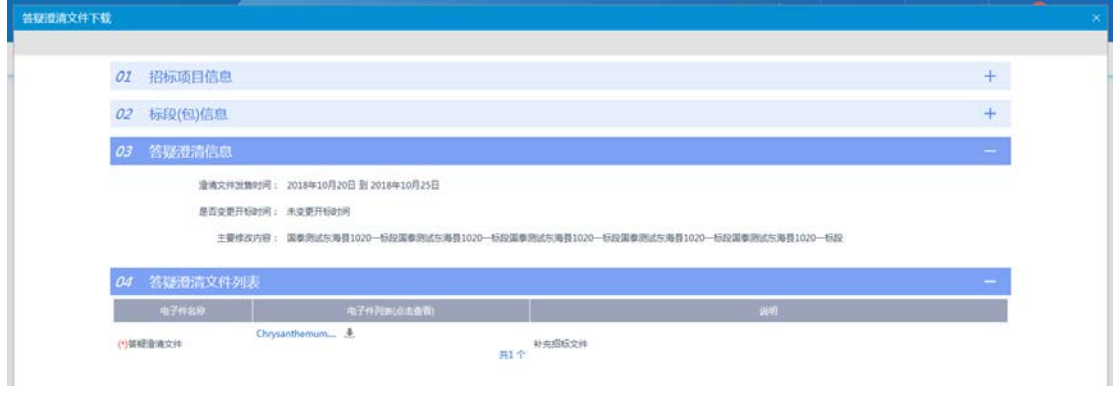 答疑澄清文件下载
01 招标项目信息
02 标段(包)信息
03 答疑澄清信息
澄清文件发售时间： 2018年10月20日 到 2018年10月25日
是否变更开标时间： 未变更开标时间
主要修改内容： 国泰测试东海县1020一标段国泰测试东海县1020一标段国泰测试东海县1020一标段国泰测试东海县1020一标段国泰测试东海县1020一标段
04 答疑澄清文件列表
电子件名称 电子件列表(点击查看) 说明
(*)答疑澄清文件 Chrysanthemum.... 补充招标文件
共1 个